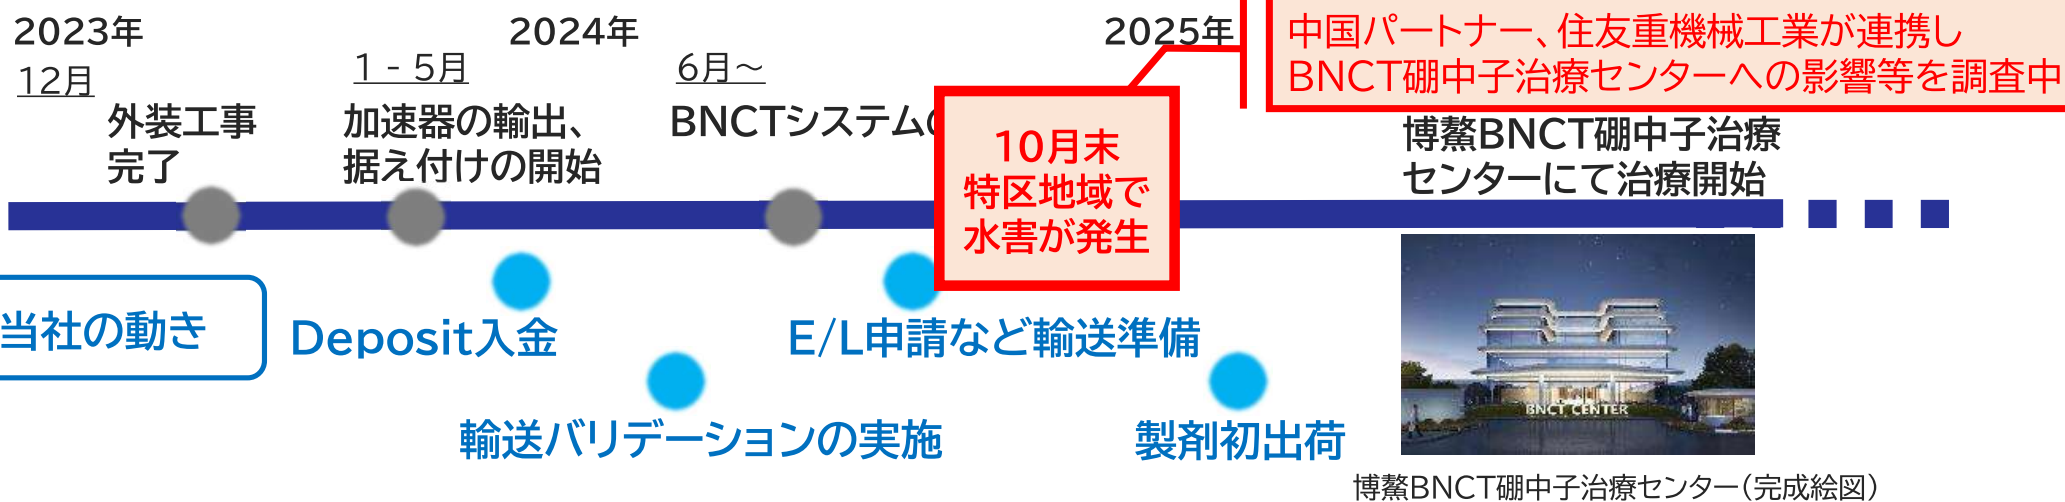 2023年
12月
外装工事
完了
1 - 5月
加速器の輸出、
据え付けの開始
2024年
6月～
BNCTシステムの
10月末
特区地域で
水害が発生
2025年
中国パートナー、住友重機械工業が連携し
BNCT硼中子治療センターへの影響等を調査中
博鰲BNCT硼中子治療
センターにて治療開始
当社の動き
Deposit入金
輸送バリデーションの実施
E/L申請など輸送準備
製剤初出荷
BNCT CENTER
博鰲BNCT硼中子治療センター（完成絵図）